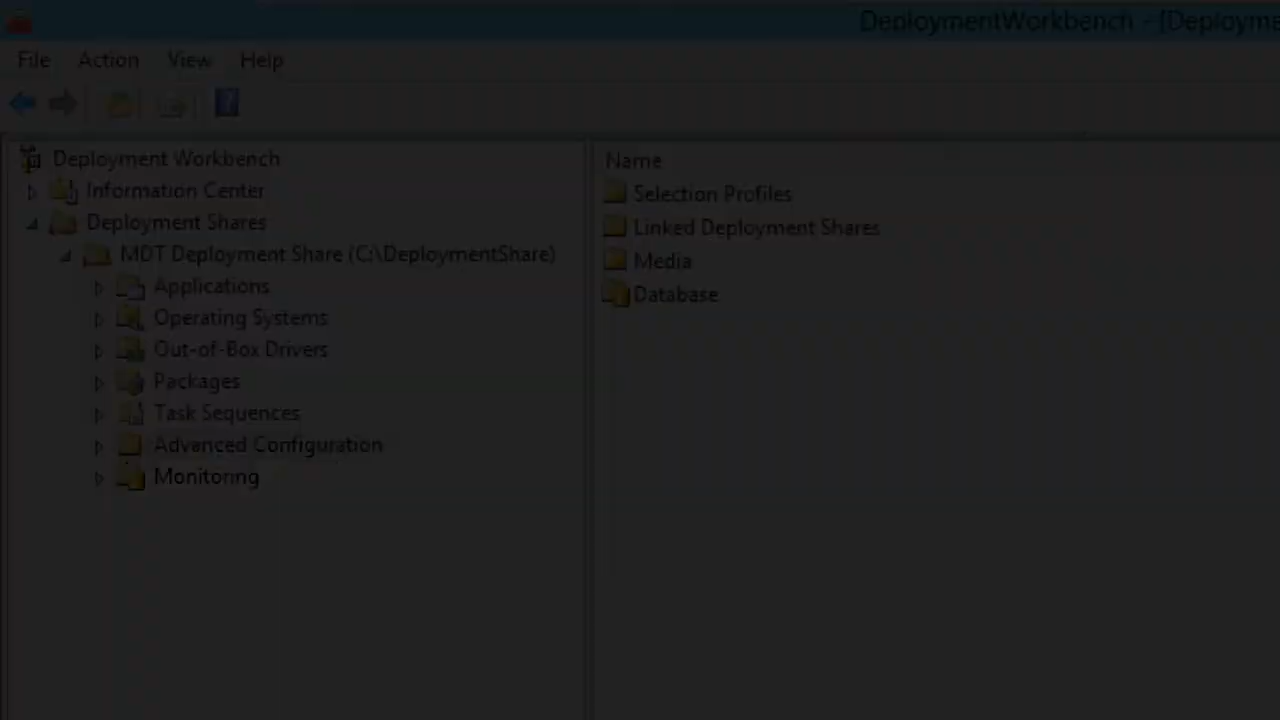 DeploymentWorkbench - [Deployme
File Action View Help
?
Deployment Workbench
Information Center
Deployment Shares
MDT Deployment Share (C:\DeploymentShare)
Applications
Operating Systems
Out-of-Box Drivers
Packages
Task Sequences
Advanced Configuration
Monitoring
Name
Selection Profiles
Linked Deployment Shares
Media
Database